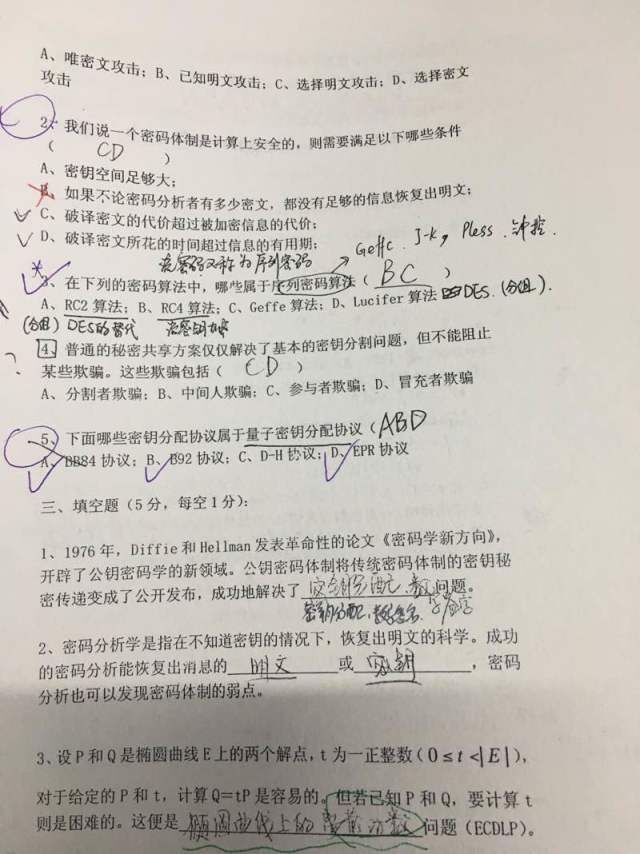 A、唯密文攻击；B、已知明文攻击；C、选择明文攻击；D、选择密文
攻击
2、我们说一个密码体制是计算上安全的，则需要满足以下哪些条件
（ CD ）
A、密钥空间足够大；
B、如果不论密码分析者有多少密文，都没有足够的信息恢复出明文；
C、破译密文的代价超过被加密信息的代价；
D、破译密文所花的时间超过信息的有用期；
流密码又称为序列密码 Geffe、J-k，Pless、钟控.
3、在下列的密码算法中，哪些属于序列密码算法（ BC ）
A、RC2 算法；B、RC4 算法；C、Geffe 算法；D、Lucifer 算法 DES.（分组）.
（分组）DES的替代 流密钥
4、普通的秘密共享方案仅仅解决了基本的密钥分割问题，但不能阻止
？ 某些欺骗。这些欺骗包括（ CD ）
A、分割者欺骗；B、中间人欺骗；C、参与者欺骗；D、冒充者欺骗
5、下面哪些密钥分配协议属于量子密钥分配协议（ABD
A、BB84 协议；B、B92 协议；C、D-H 协议；D、EPR 协议
三、填空题（5 分，每空 1 分）：
1、1976 年，Diffie 和 Hellman 发表革命性的论文《密码学新方向》，
开辟了公钥密码学的新领域。公钥密码体制将传统密码体制的密钥秘
密传递变成了公开发布，成功地解决了 密钥分配 问题。
密钥分配、数字签名
2、密码分析学是指在不知道密钥的情况下，恢复出明文的科学。成功
的密码分析能恢复出消息的 明文 或 密钥 ，密码
分析也可以发现密码体制的弱点。
3、设 P 和 Q 是椭圆曲线 E 上的两个解点，t 为一正整数（0≤t<|E|），
对于给定的 P 和 t，计算 Q=tP 是容易的。但若已知 P 和 Q，要计算 t
则是困难的。这便是 椭圆曲线上的离散对数 问题（ECDLP）。